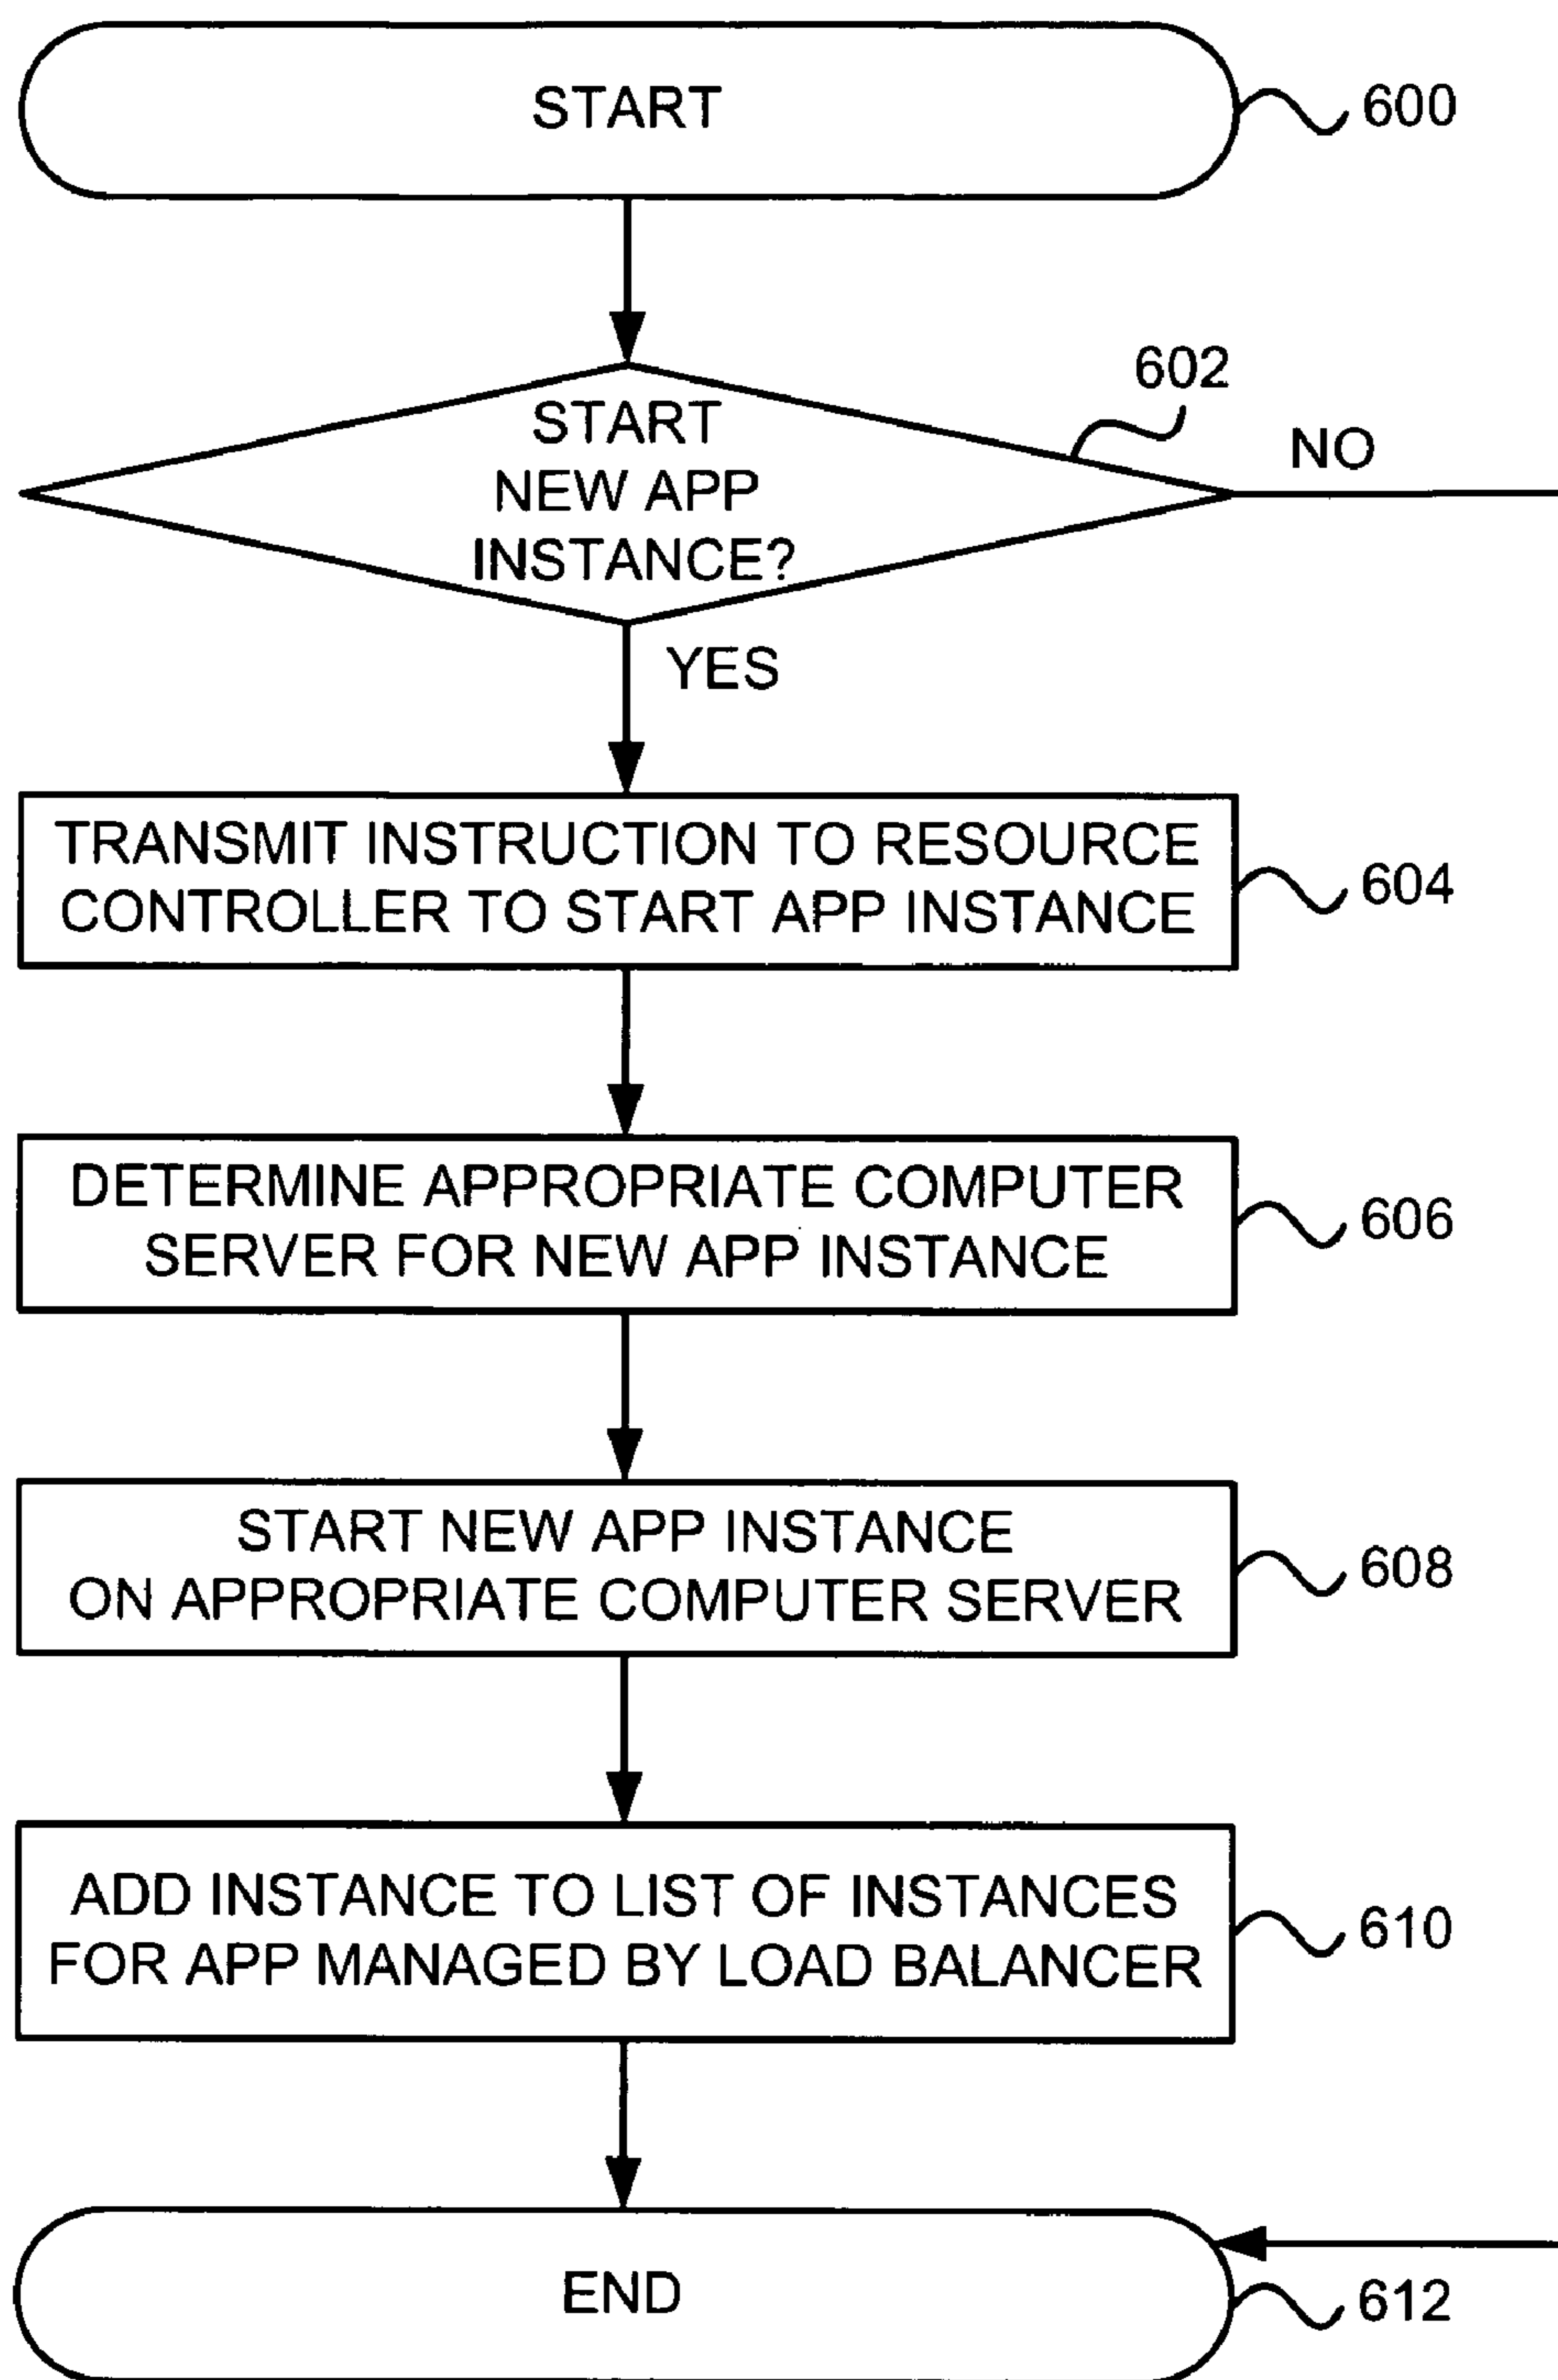 START
600
602
START
NEW APP
INSTANCE?
NO
YES
TRANSMIT INSTRUCTION TO RESOURCE
CONTROLLER TO START APP INSTANCE
604
DETERMINE APPROPRIATE COMPUTER
SERVER FOR NEW APP INSTANCE
606
START NEW APP INSTANCE
ON APPROPRIATE COMPUTER SERVER
608
ADD INSTANCE TO LIST OF INSTANCES
FOR APP MANAGED BY LOAD BALANCER
610
END
612